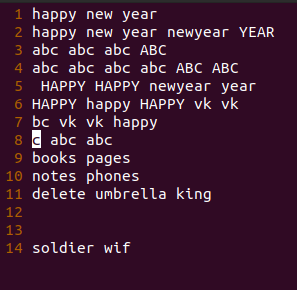 1 happy new year
2 happy new year newyear YEAR
3 abc abc abc ABC
4 abc abc abc abc ABC ABC
5  HAPPY HAPPY newyear year
6 HAPPY happy HAPPY vk vk
7 bc vk vk happy
8 c abc abc
9 books pages
10 notes phones
11 delete umbrella king
12
13
14 soldier wif